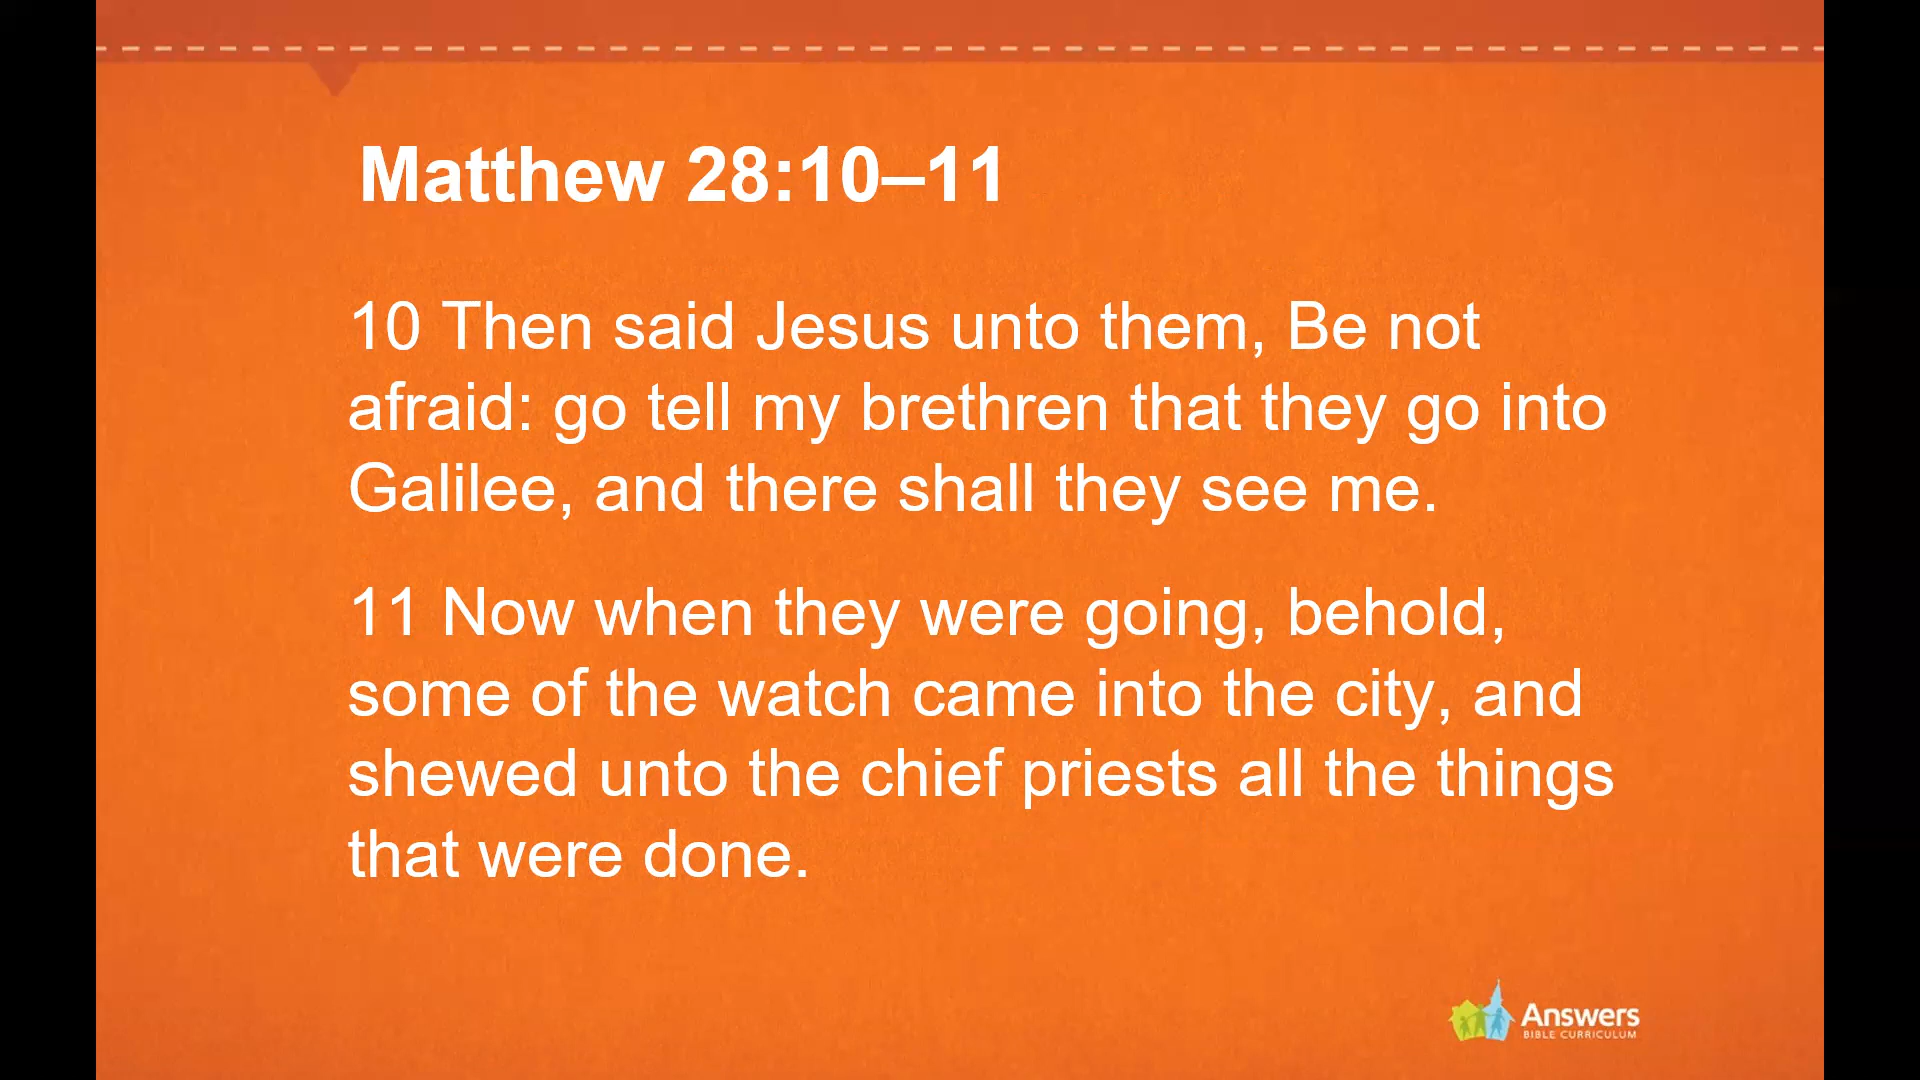 Matthew 28:10–11
10 Then said Jesus unto them, Be not
afraid: go tell my brethren that they go into
Galilee, and there shall they see me.
11 Now when they were going, behold,
some of the watch came into the city, and
shewed unto the chief priests all the things
that were done.
Answers
BIBLE CURRICULUM